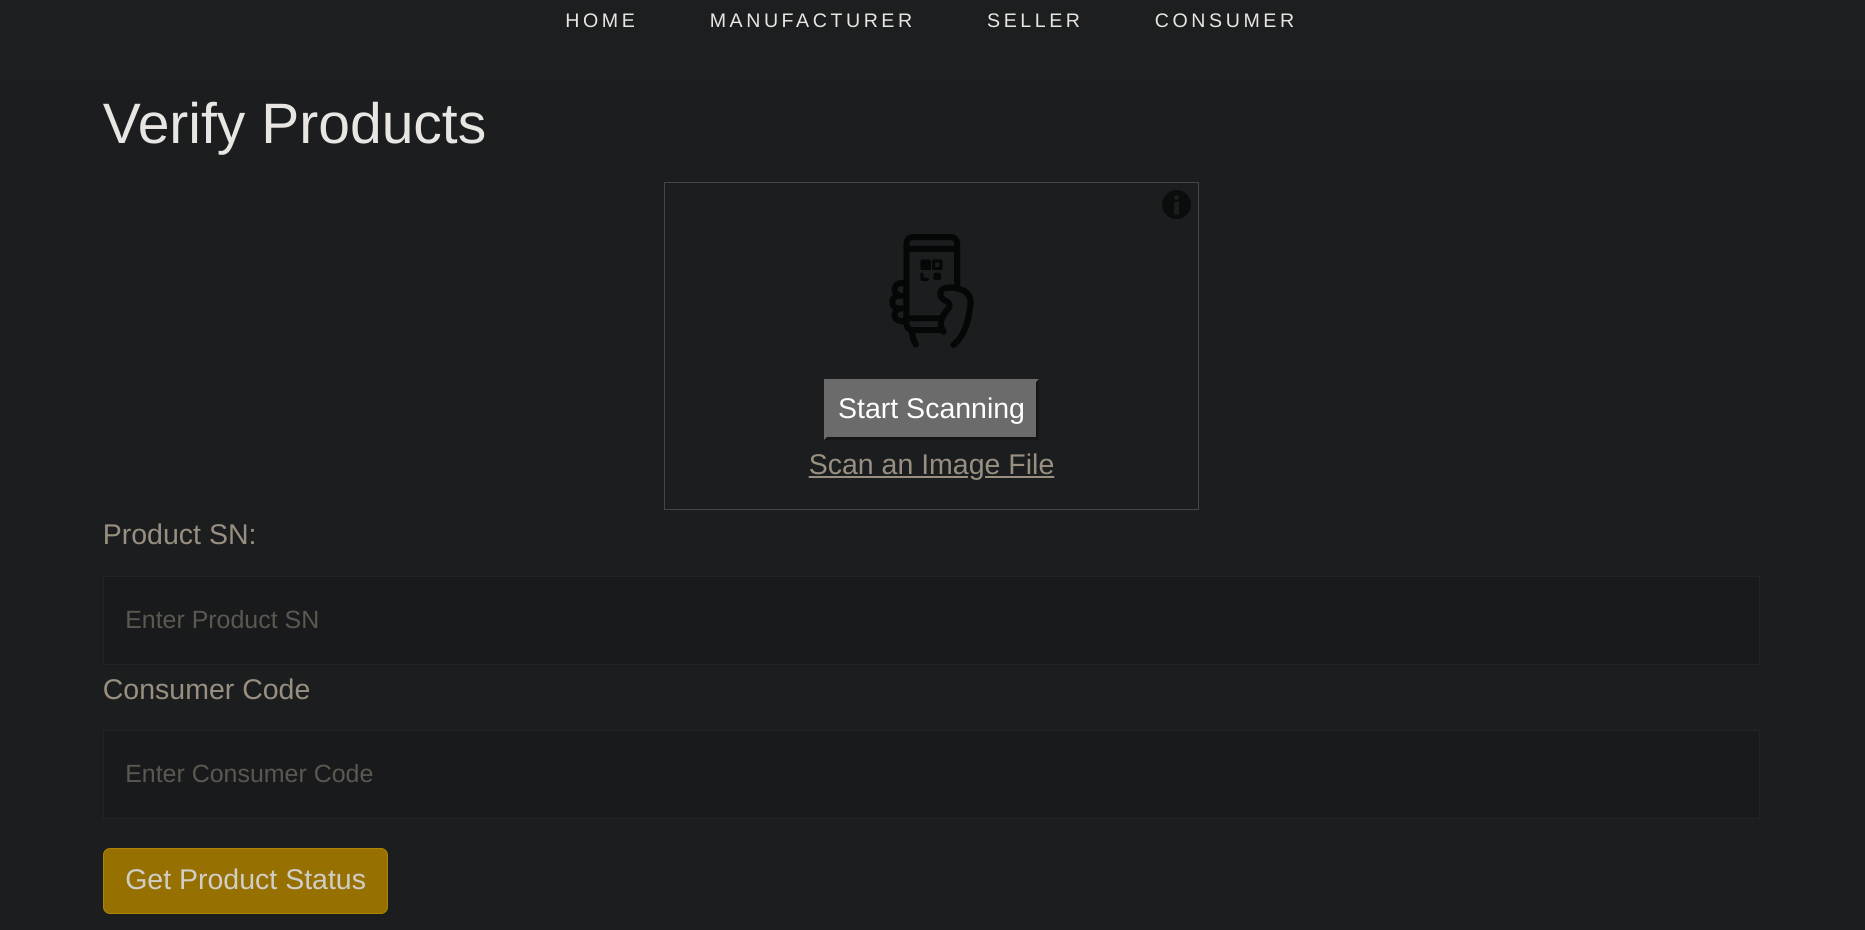 HOME MANUFACTURER SELLER CONSUMER
Verify Products
Start Scanning
Scan an Image File
Product SN:
Enter Product SN
Consumer Code
Enter Consumer Code
Get Product Status